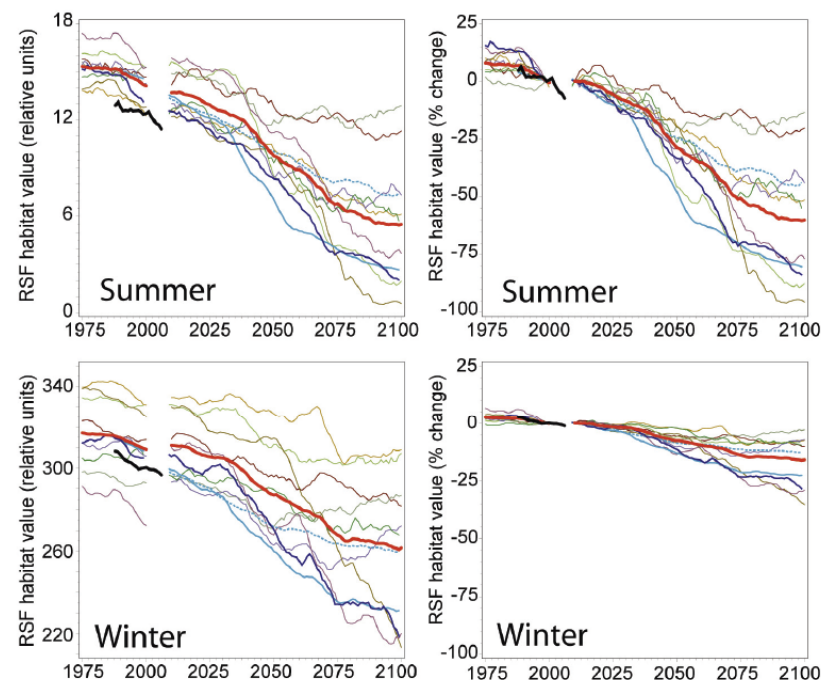 RSF habitat value (relative units)
18
12
6
0
Summer
1975 2000 2025 2050 2075 2100
RSF habitat value (% change)
25
0
-25
-50
-75
-100
Summer
1975 2000 2025 2050 2075 2100
RSF habitat value (relative units)
340
300
260
220
Winter
1975 2000 2025 2050 2075 2100
RSF habitat value (% change)
25
0
-25
-50
-75
-100
Winter
1975 2000 2025 2050 2075 2100